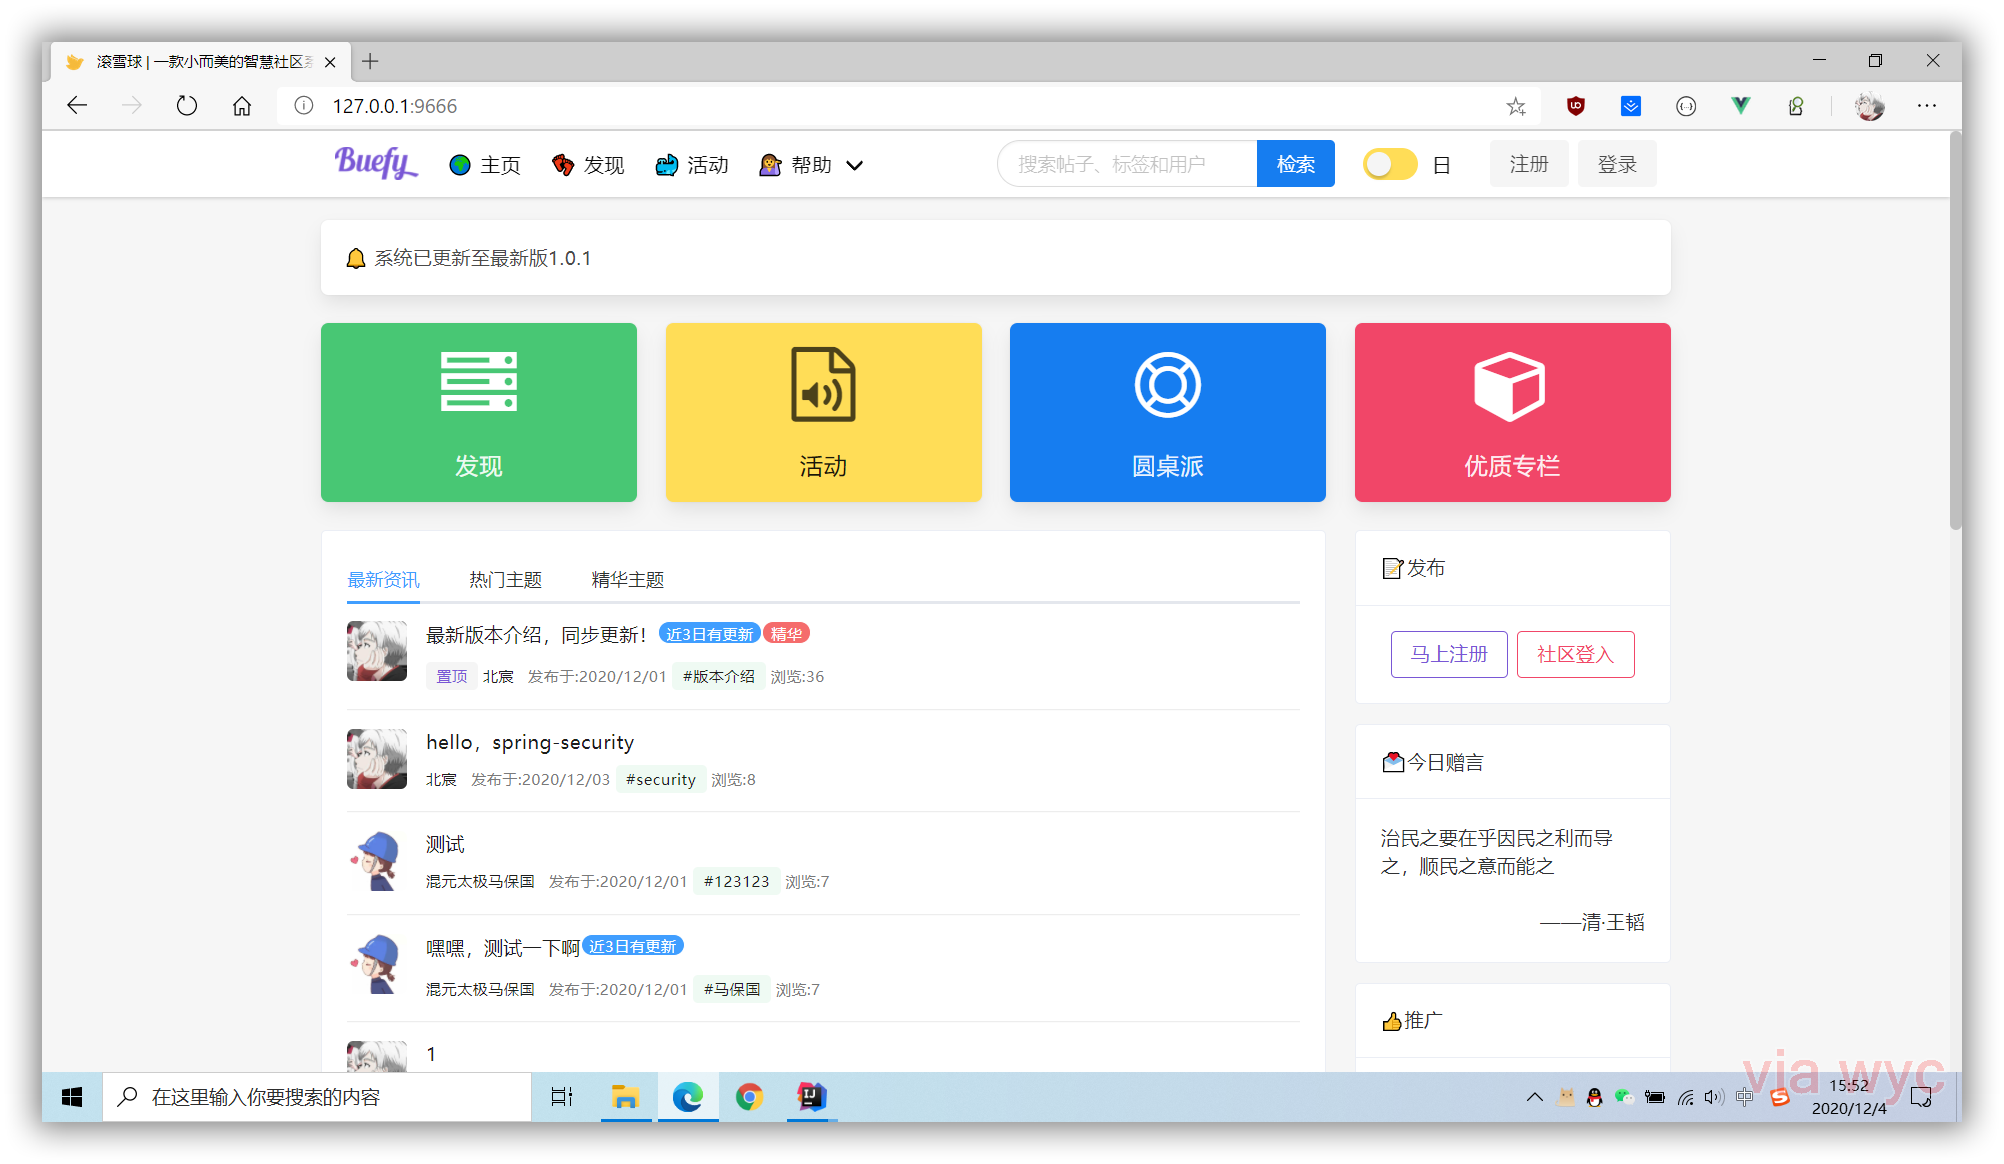 滚雪球 | 一款小而美的智慧社区系
127.0.0.1:9666
Buefy
主页
发现
活动
帮助
搜索帖子、标签和用户
检索
日
注册
登录
系统已更新至最新版1.0.1
发现
活动
圆桌派
优质专栏
最新资讯
热门主题
精华主题
最新版本介绍，同步更新！ 近3日有更新 精华
置顶 北宸 发布于:2020/12/01 #版本介绍 浏览:36
hello，spring-security
北宸 发布于:2020/12/03 #security 浏览:8
测试
混元太极马保国 发布于:2020/12/01 #123123 浏览:7
嘿嘿，测试一下啊 近3日有更新
混元太极马保国 发布于:2020/12/01 #马保国 浏览:7
1
发布
马上注册
社区登入
今日赠言
治民之要在乎因民之利而导
之，顺民之意而能之
——清·王韬
推广
via wyc
在这里输入你要搜索的内容
中
15:52
2020/12/4